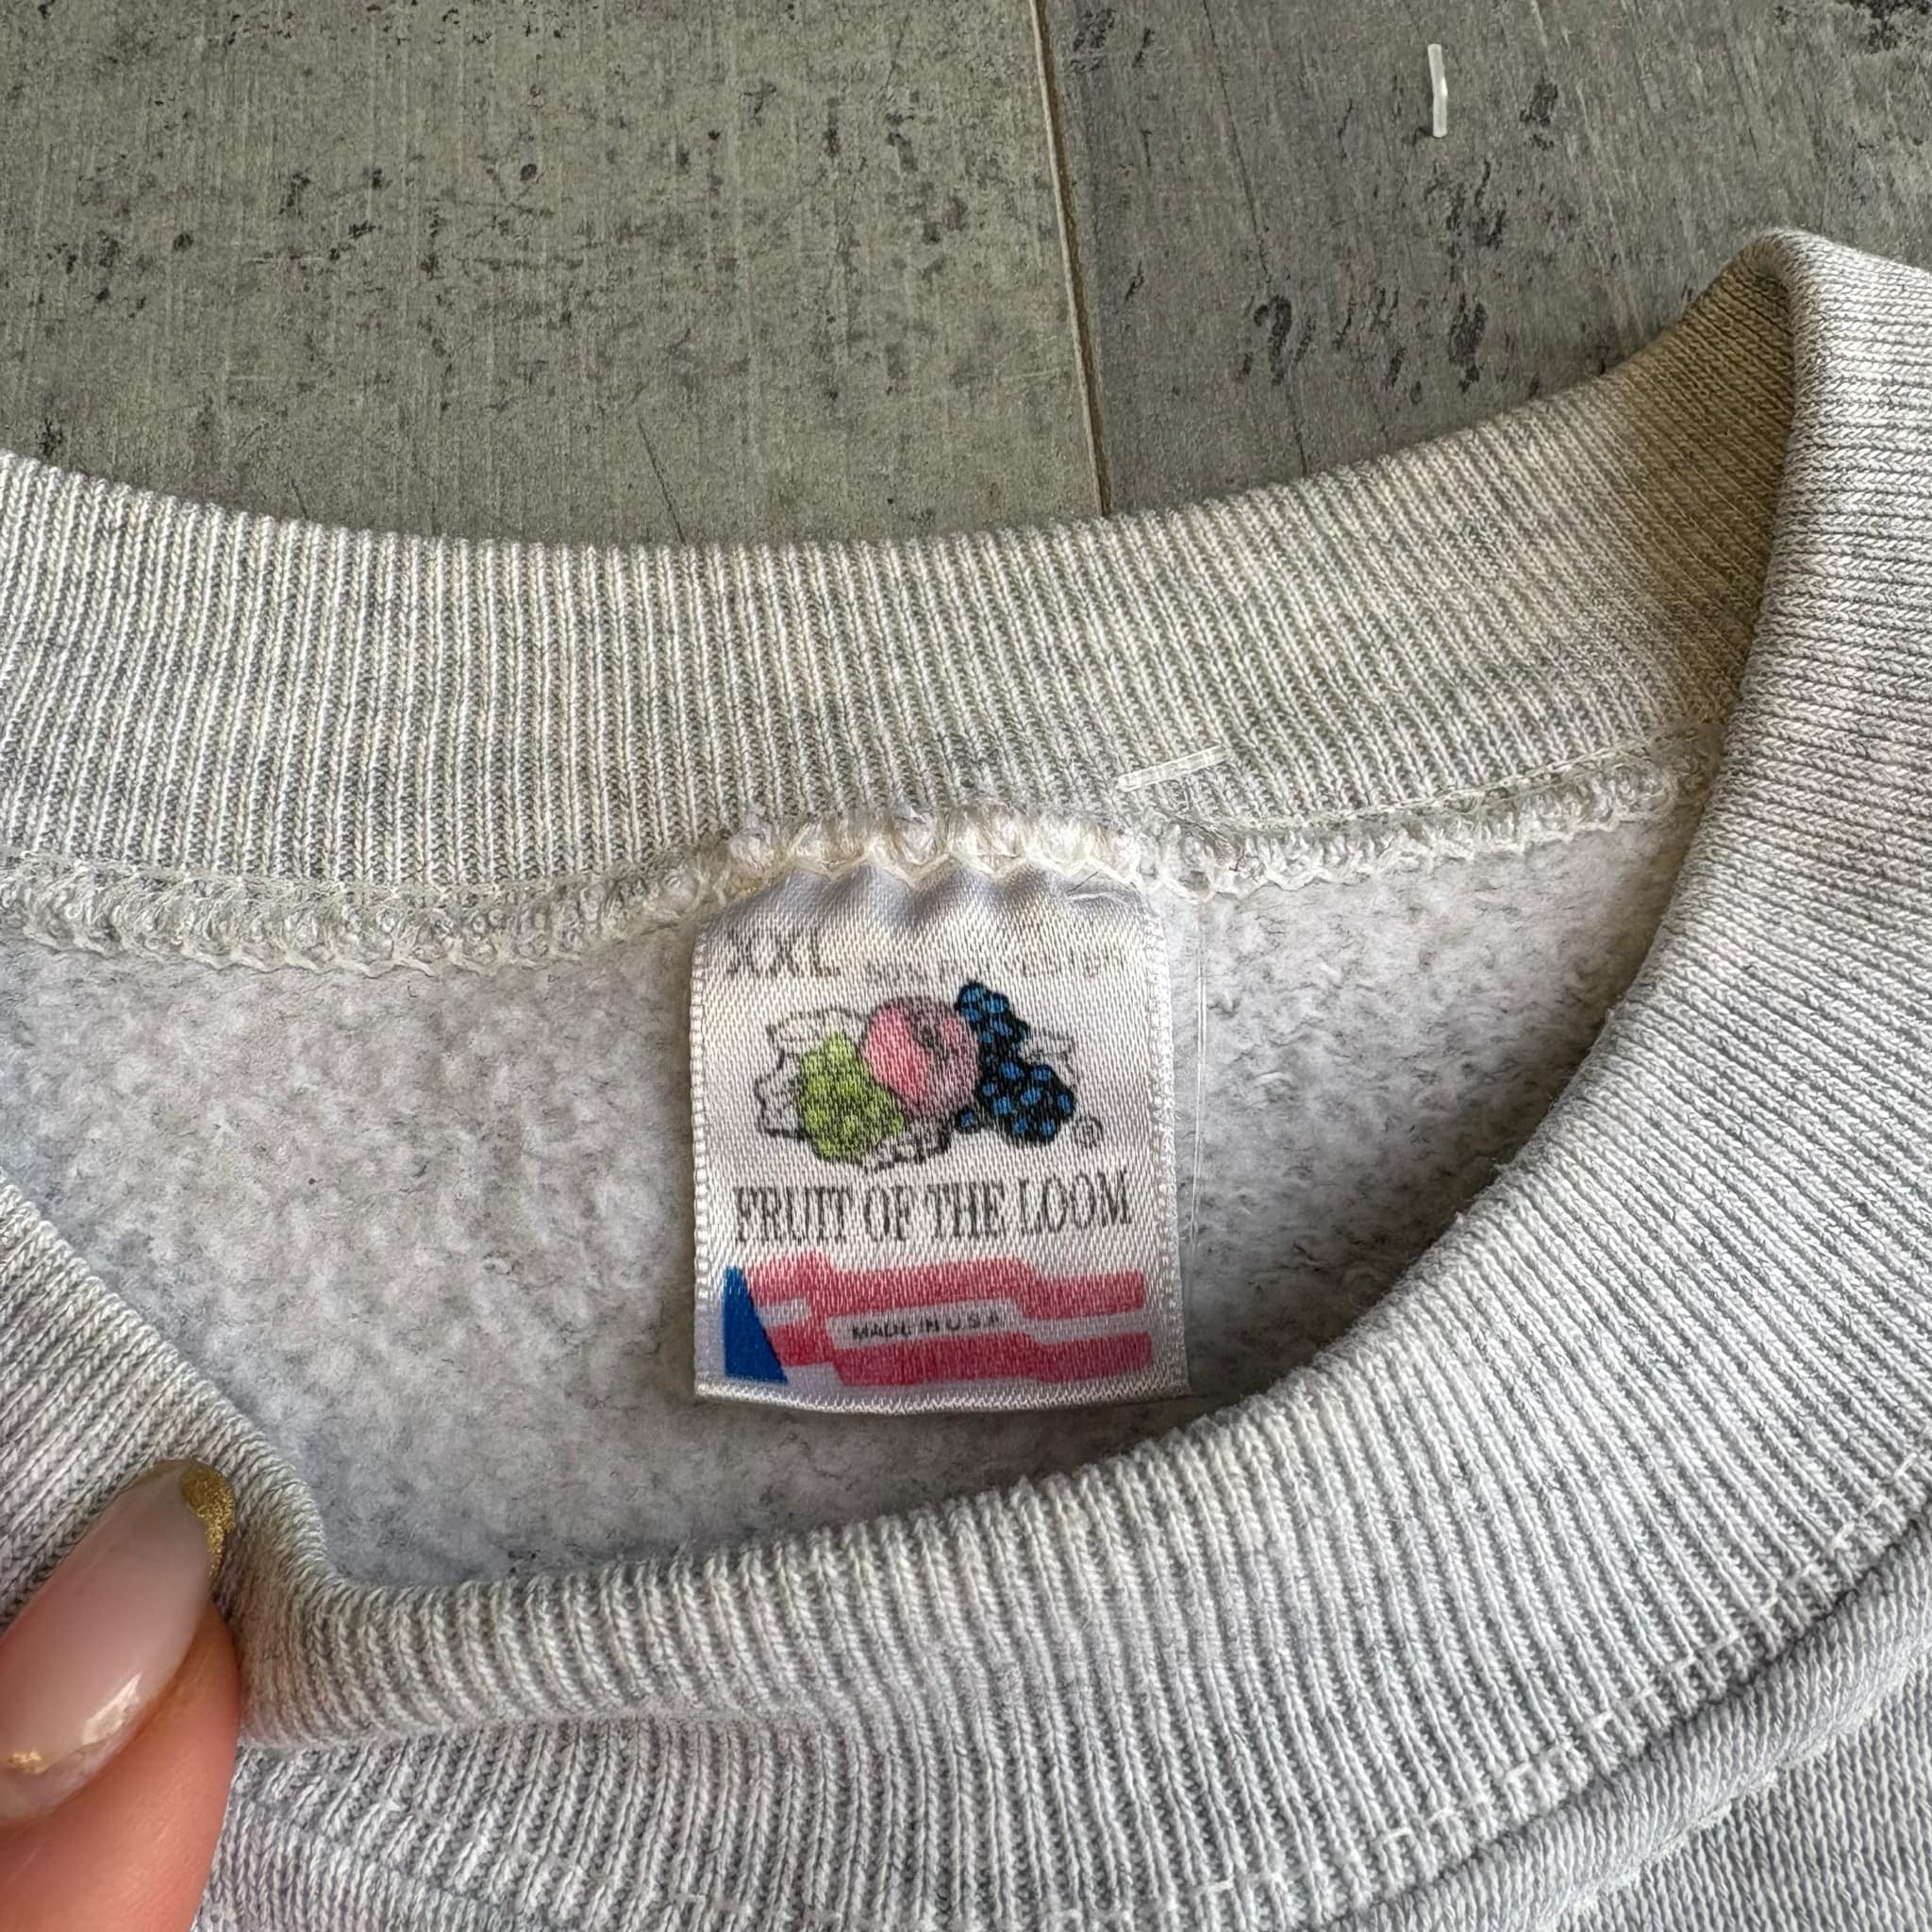 XXL
®
FRUIT OF THE LOOM
MADE IN U.S.A.